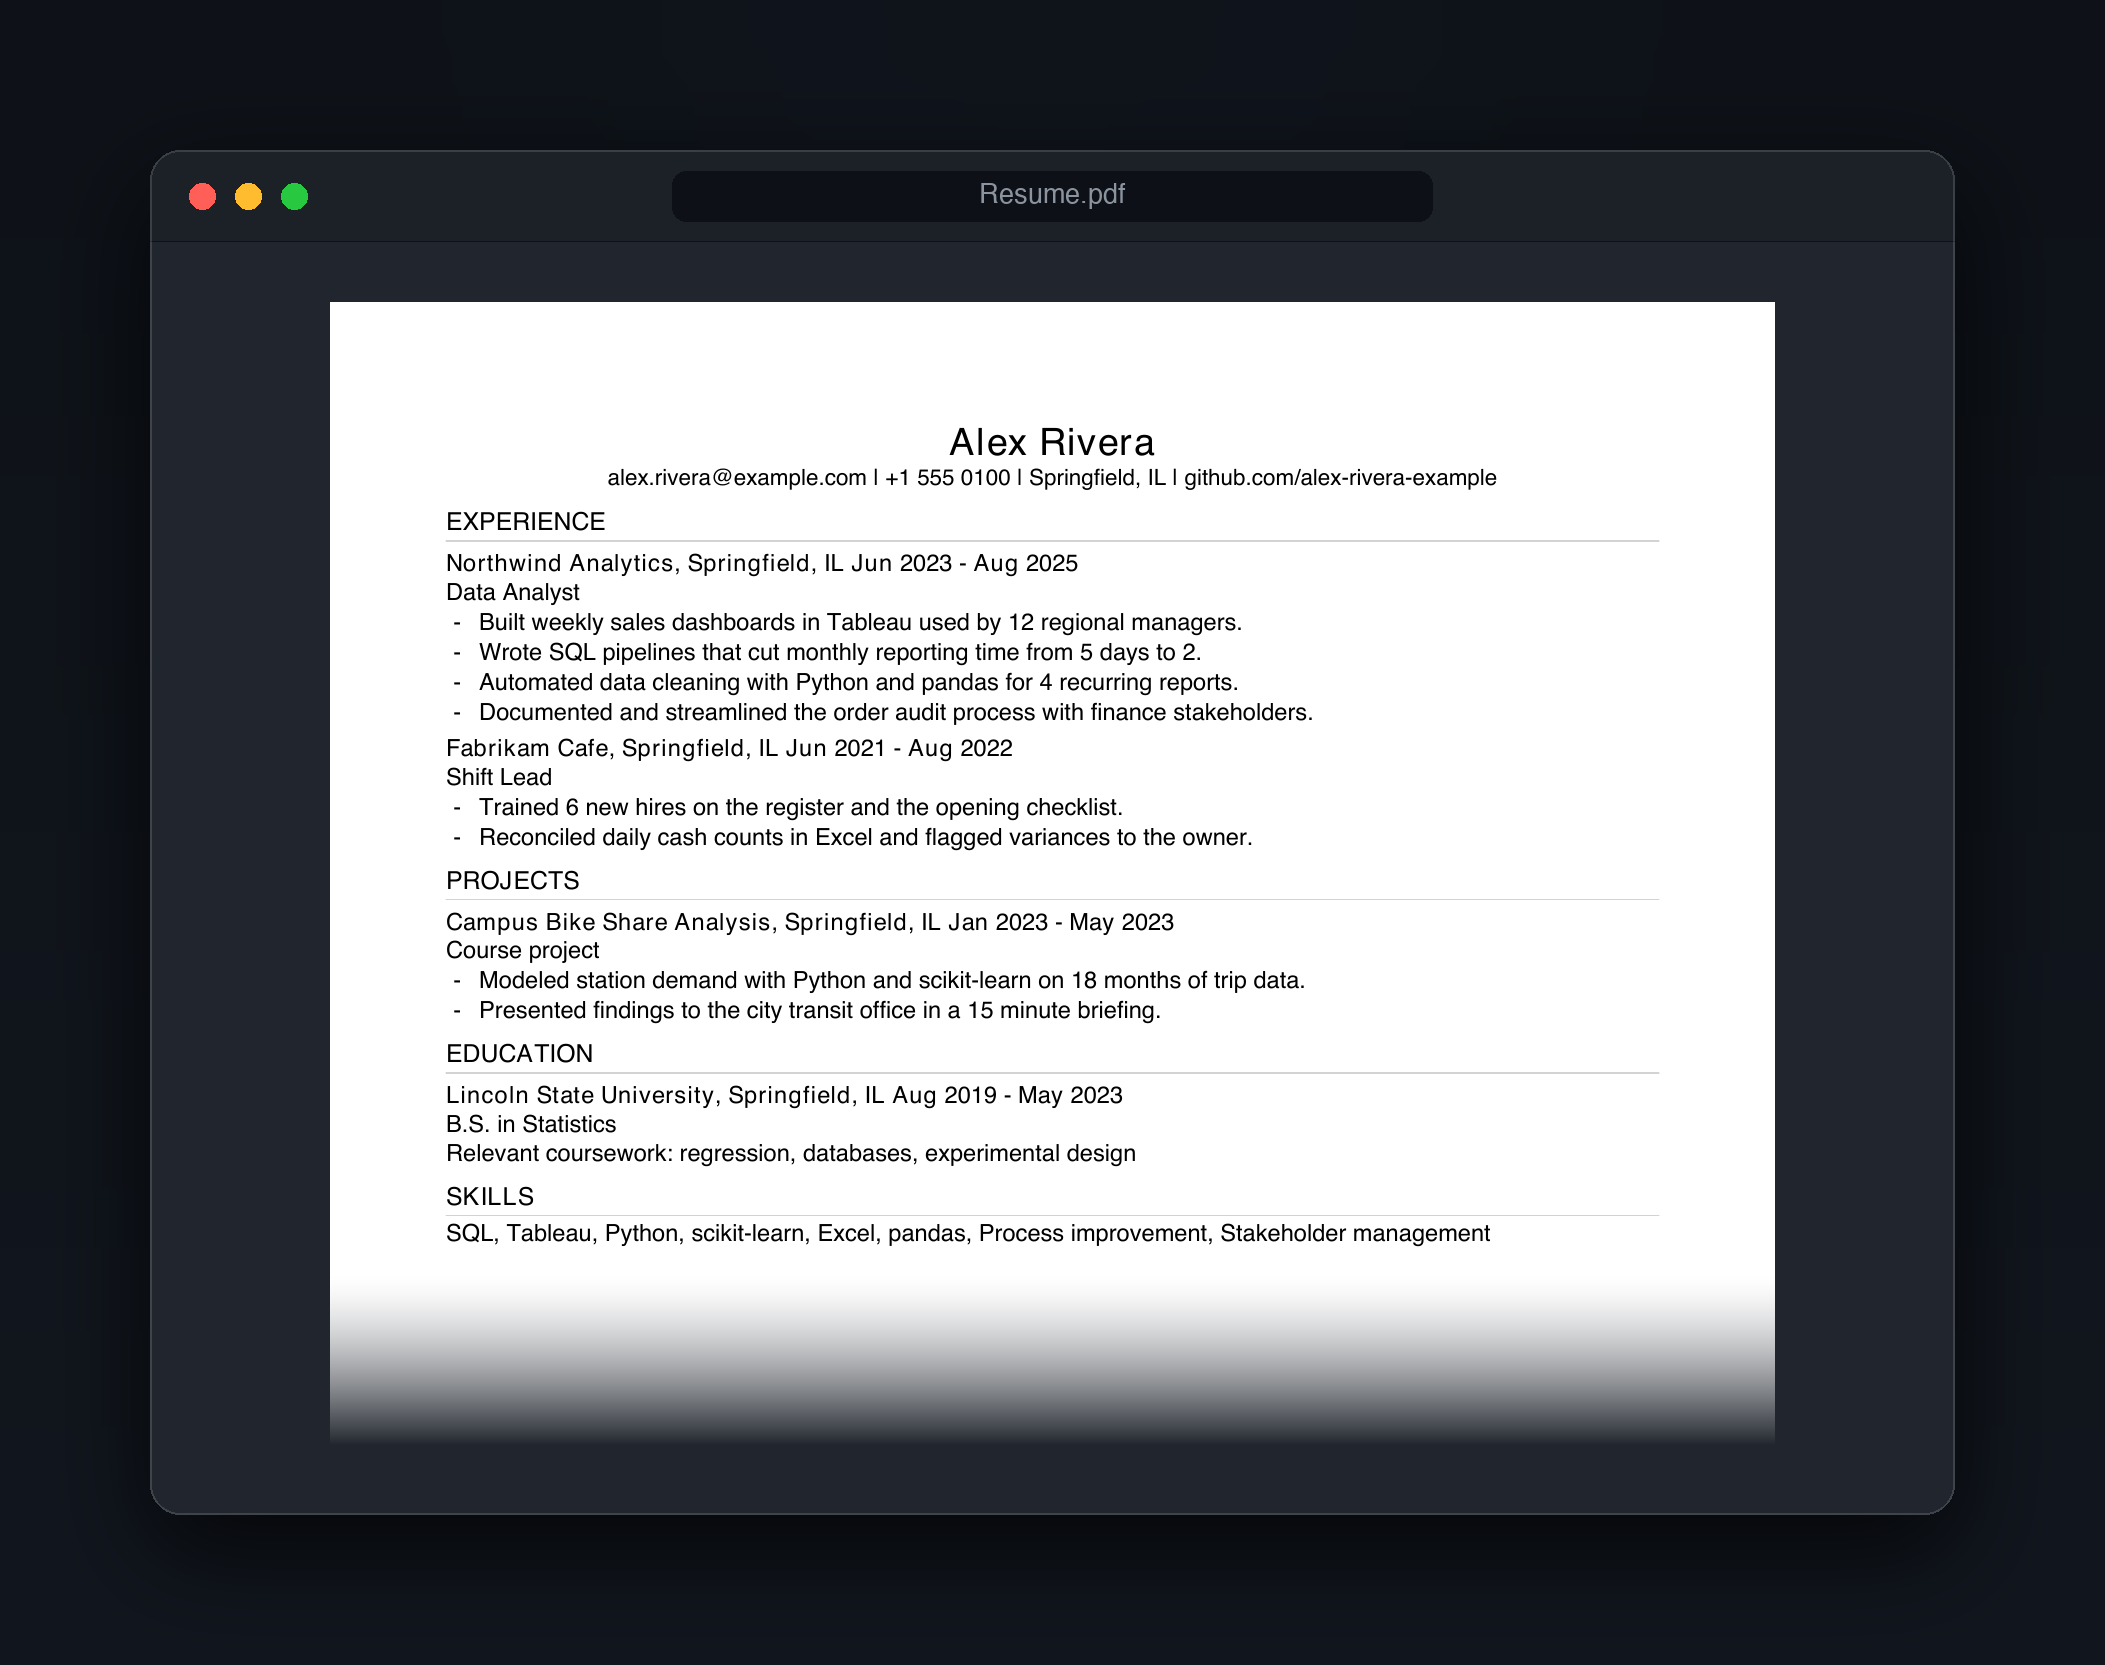 Resume.pdf
Alex Rivera
alex.rivera@example.com | +1 555 0100 | Springfield, IL | github.com/alex-rivera-example
EXPERIENCE
Northwind Analytics, Springfield, IL Jun 2023 - Aug 2025
Data Analyst
- Built weekly sales dashboards in Tableau used by 12 regional managers.
- Wrote SQL pipelines that cut monthly reporting time from 5 days to 2.
- Automated data cleaning with Python and pandas for 4 recurring reports.
- Documented and streamlined the order audit process with finance stakeholders.
Fabrikam Cafe, Springfield, IL Jun 2021 - Aug 2022
Shift Lead
- Trained 6 new hires on the register and the opening checklist.
- Reconciled daily cash counts in Excel and flagged variances to the owner.
PROJECTS
Campus Bike Share Analysis, Springfield, IL Jan 2023 - May 2023
Course project
- Modeled station demand with Python and scikit-learn on 18 months of trip data.
- Presented findings to the city transit office in a 15 minute briefing.
EDUCATION
Lincoln State University, Springfield, IL Aug 2019 - May 2023
B.S. in Statistics
Relevant coursework: regression, databases, experimental design
SKILLS
SQL, Tableau, Python, scikit-learn, Excel, pandas, Process improvement, Stakeholder management